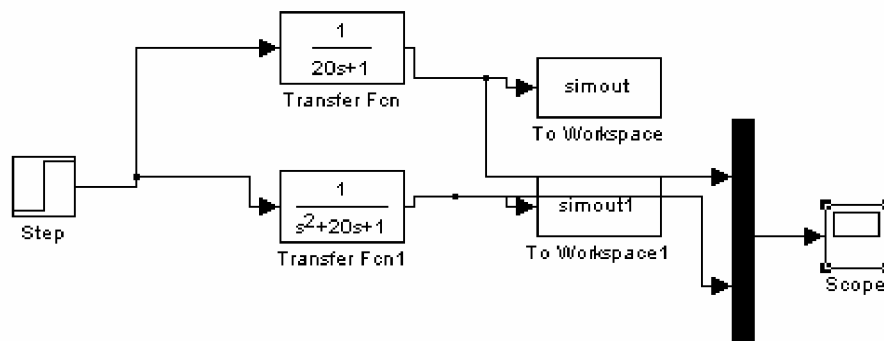 1
20s+1
Transfer Fcn
simout
To Workspace
Step
1
s²+20s+1
Transfer Fcn1
simout1
To Workspace1
Scope